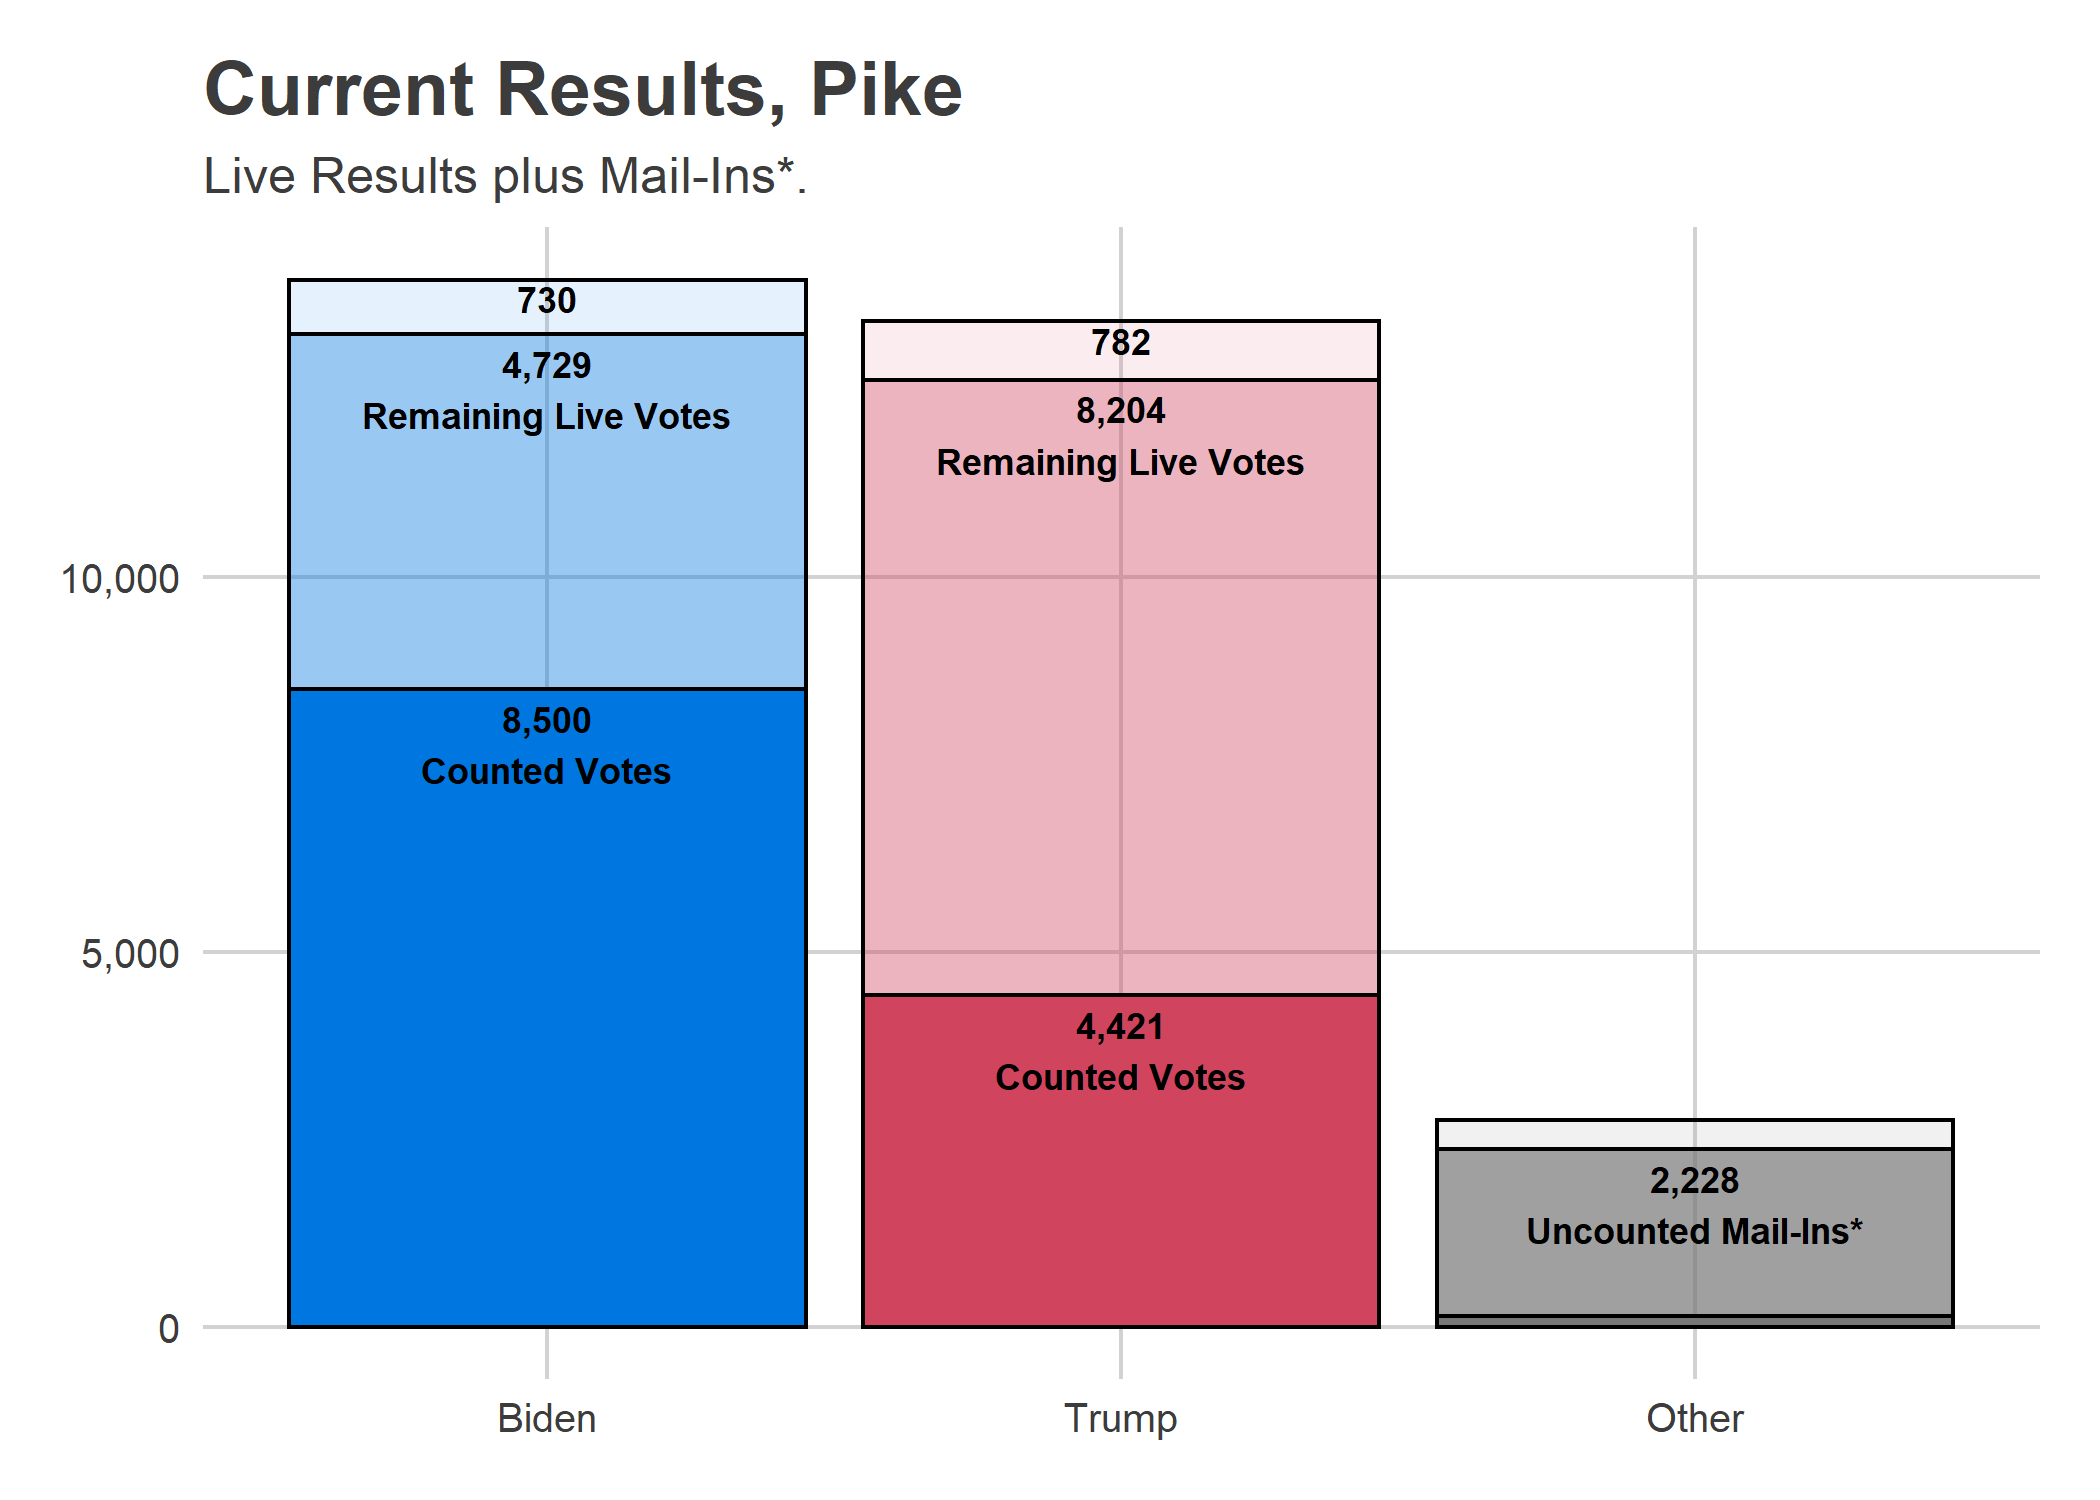 Current Results, Pike
Live Results plus Mail-Ins*.
730
4,729
Remaining Live Votes
782
8,204
Remaining Live Votes
10,000
8,500
Counted Votes
5,000
4,421
Counted Votes
2,228
Uncounted Mail-Ins*
0
Biden
Trump
Other